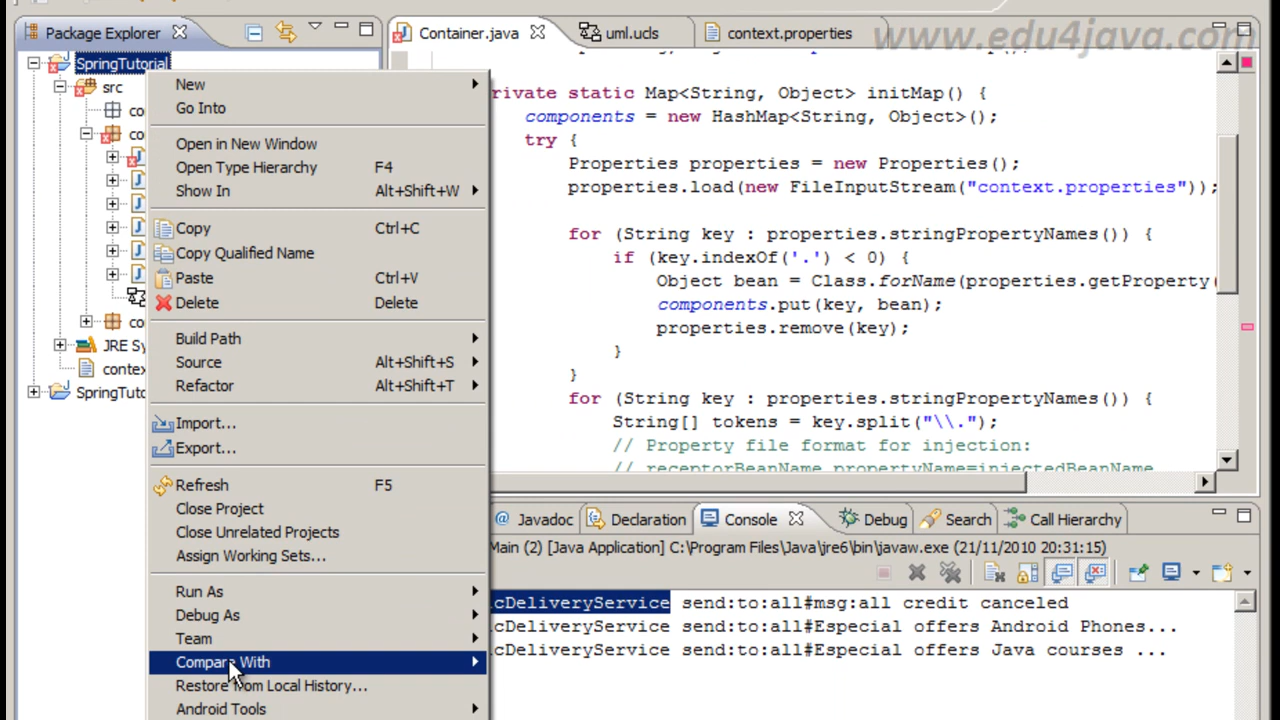 Package Explorer
Container.java
uml.ucls
context.properties
www.edu4java.com
SpringTutorial
src
co
co
co
JRE Sy
contex
SpringTuto
New
Go Into
Open in New Window
Open Type Hierarchy F4
Show In Alt+Shift+W
Copy Ctrl+C
Copy Qualified Name
Paste Ctrl+V
Delete Delete
Build Path
Source Alt+Shift+S
Refactor Alt+Shift+T
Import...
Export...
Refresh F5
Close Project
Close Unrelated Projects
Assign Working Sets...
Run As
Debug As
Team
Compare With
Restore from Local History...
Android Tools
rivate static Map<String, Object> initMap() {
components = new HashMap<String, Object>();
try {
Properties properties = new Properties();
properties.load(new FileInputStream("context.properties"));
for (String key : properties.stringPropertyNames()) {
if (key.indexOf('.') < 0) {
Object bean = Class.forName(properties.getProperty(
components.put(key, bean);
properties.remove(key);
}
}
for (String key : properties.stringPropertyNames()) {
String[] tokens = key.split("\\.");
// Property file format for injection:
// receptorBeanName.propertyName=injectedBeanName
@ Javadoc
Declaration
Console
Debug
Search
Call Hierarchy
Main (2) [Java Application] C:\Program Files\Java\jre6\bin\javaw.exe (21/11/2010 20:31:15)
cDeliveryService send:to:all#msg:all credit canceled
cDeliveryService send:to:all#Especial offers Android Phones...
cDeliveryService send:to:all#Especial offers Java courses ...